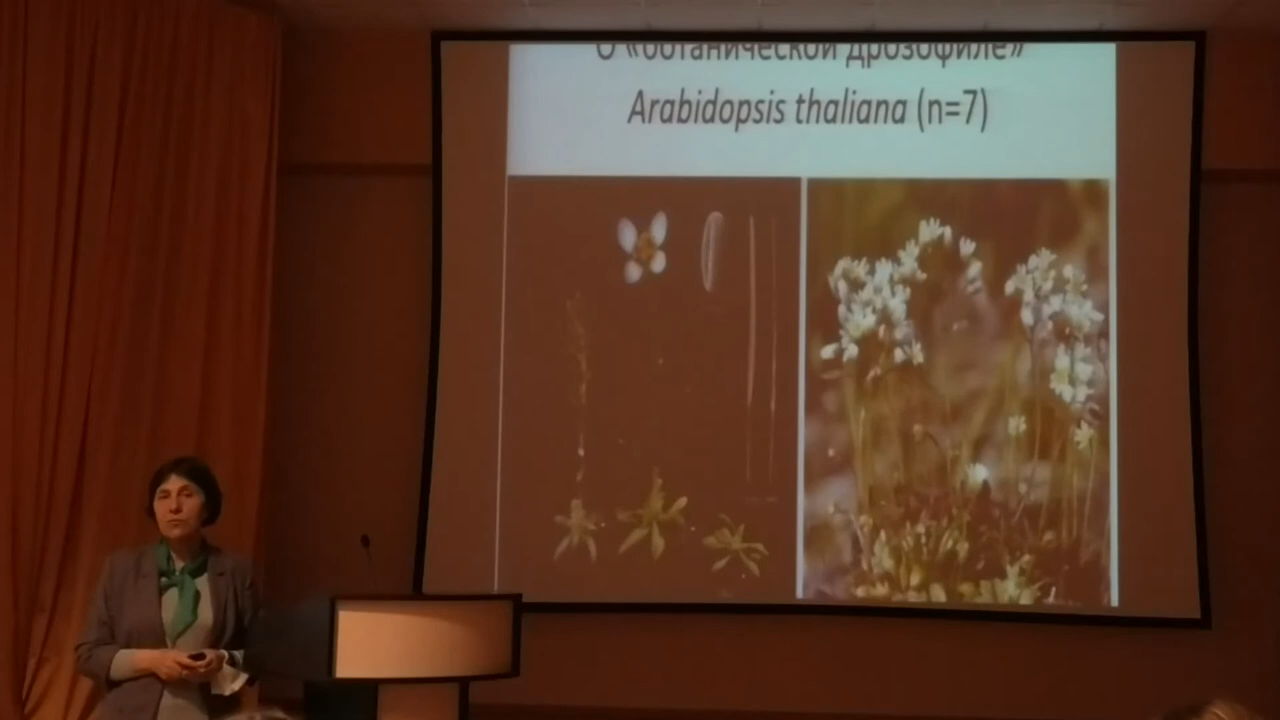 О «ботанической дрозофиле»
Arabidopsis thaliana (n=7)